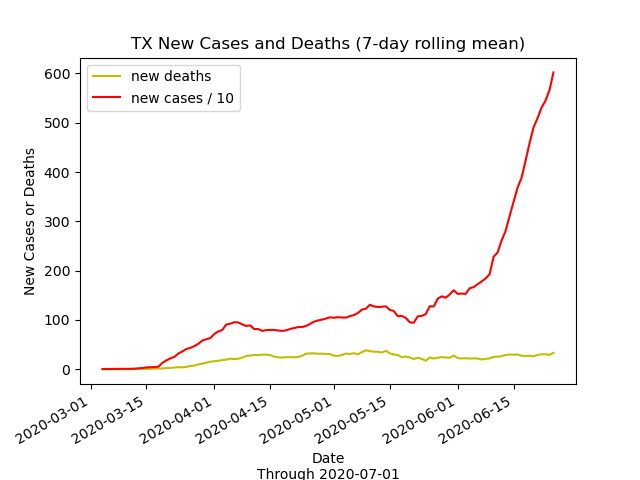 TX New Cases and Deaths (7-day rolling mean)
new deaths
new cases / 10
New Cases or Deaths
600
500
400
300
200
100
0
2020-03-01
2020-03-15
2020-04-01
2020-04-15
2020-05-01
2020-05-15
2020-06-01
2020-06-15
Date
Through 2020-07-01